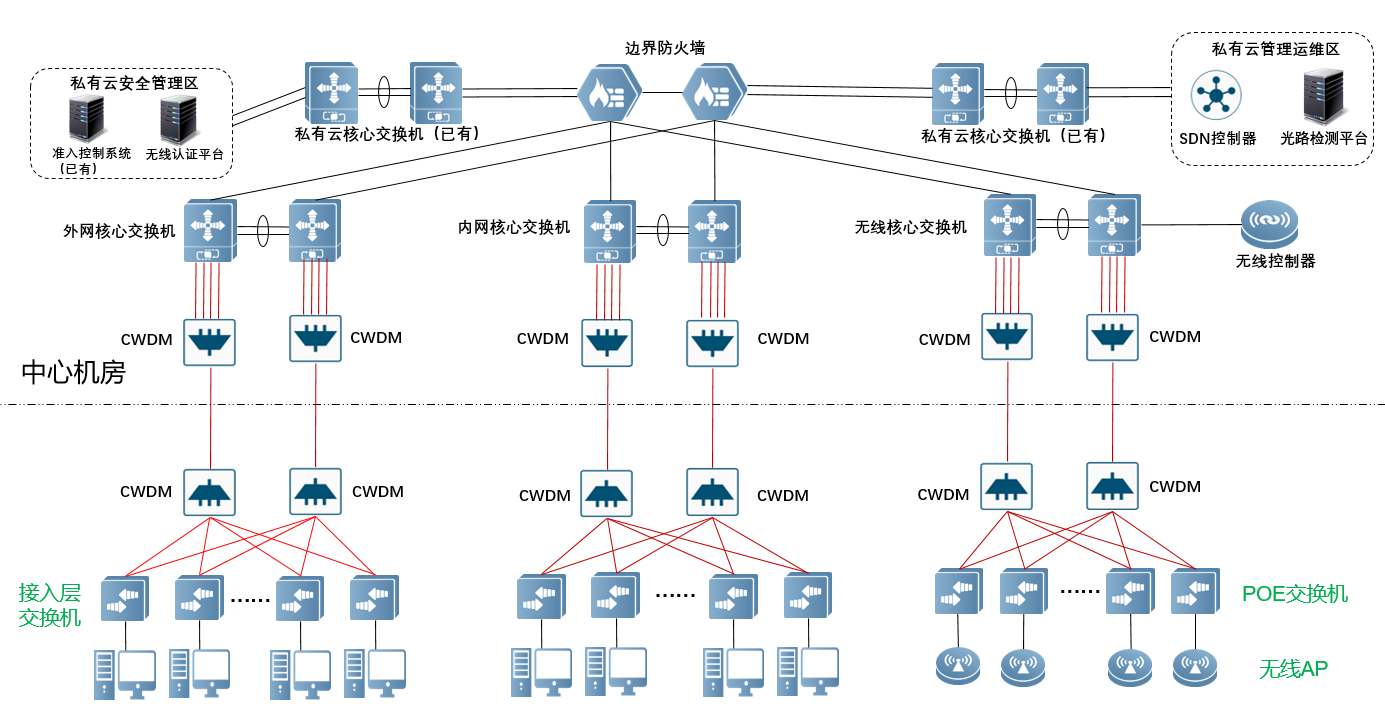 边界防火墙
私有云管理运维区
私有云安全管理区
SDN控制器
光路检测平台
私有云核心交换机（已有）
私有云核心交换机（已有）
准入控制系统
（已有）
无线认证平台
外网核心交换机
内网核心交换机
无线核心交换机
无线控制器
CWDM
CWDM
CWDM
CWDM
CWDM
CWDM
中心机房
CWDM
CWDM
CWDM
CWDM
CWDM
CWDM
接入层
交换机
······
······
······
POE交换机
无线AP